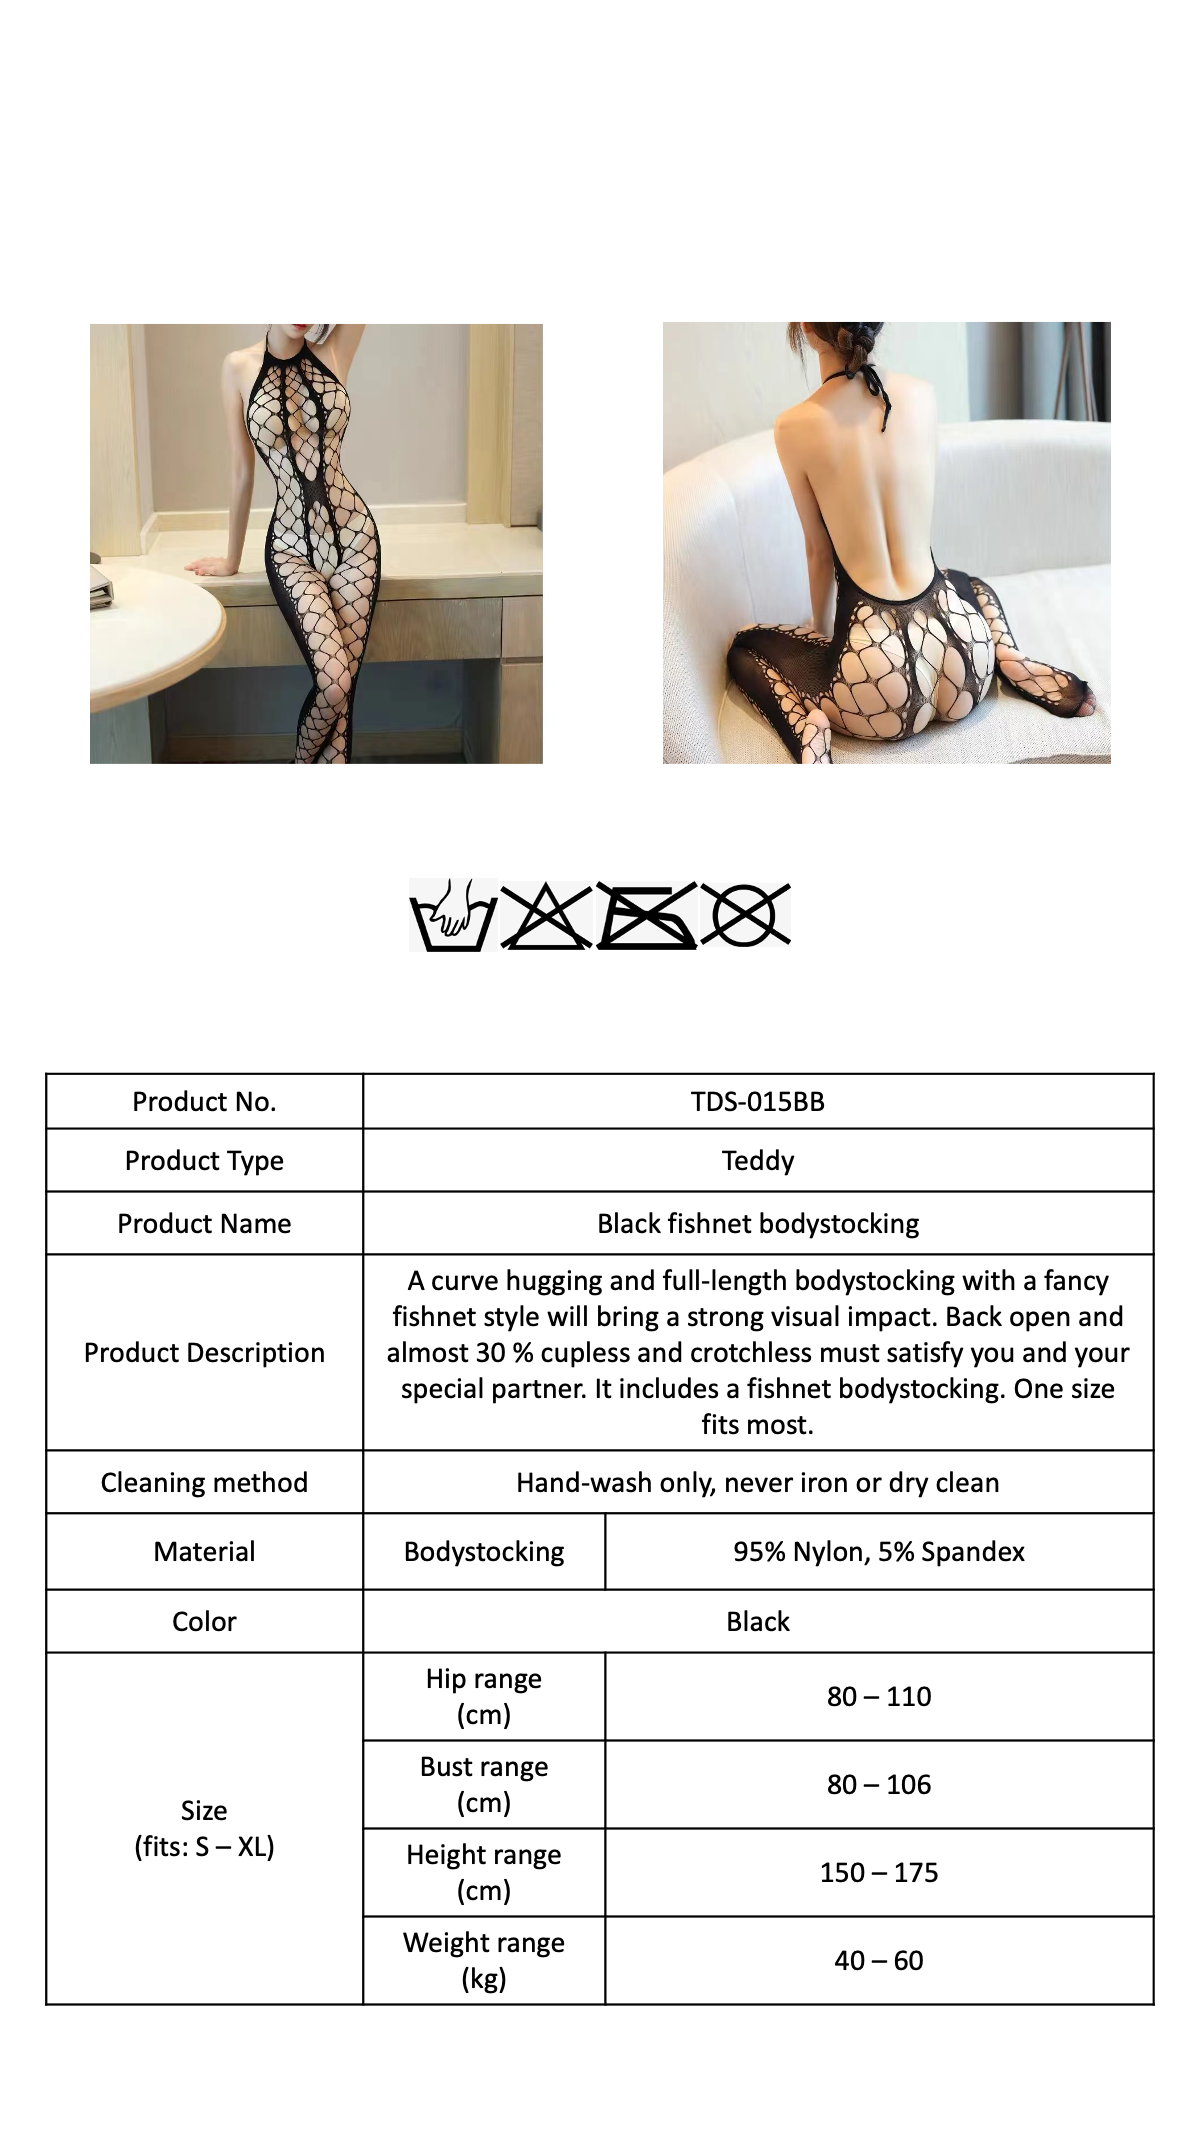 Product No.
TDS-015BB
Product Type
Teddy
Product Name
Black fishnet bodystocking
Product Description
A curve hugging and full-length bodystocking with a fancy
fishnet style will bring a strong visual impact. Back open and
almost 30 % cupless and crotchless must satisfy you and your
special partner. It includes a fishnet bodystocking. One size
fits most.
Cleaning method
Hand-wash only, never iron or dry clean
Material
Bodystocking
95% Nylon, 5% Spandex
Color
Black
Size
(fits: S – XL)
Hip range
(cm)
80 – 110
Bust range
(cm)
80 – 106
Height range
(cm)
150 – 175
Weight range
(kg)
40 – 60